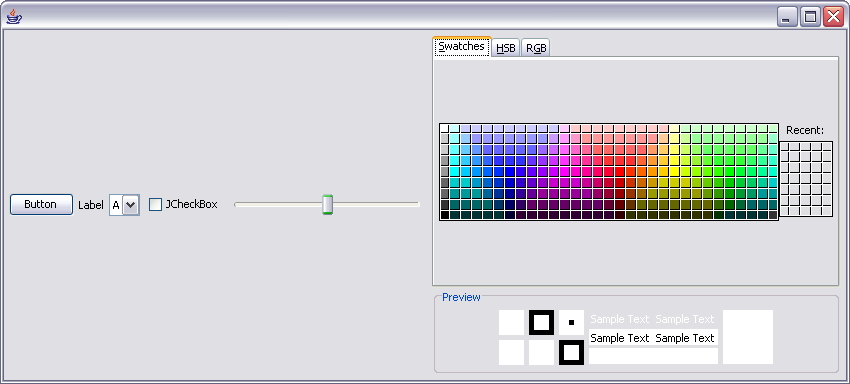 Swatches HSB RGB
Recent:
Button Label A JCheckBox
Preview
Sample Text Sample Text
Sample Text Sample Text